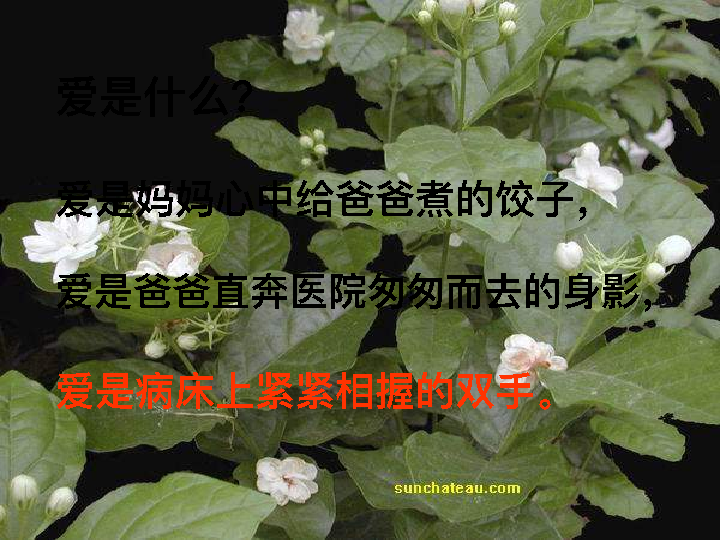 爱是什么?
爱是妈妈心中给爸爸煮的饺子,
爱是爸爸直奔医院匆匆而去的身影,
爱是病床上紧紧相握的双手。
sunchateau.com